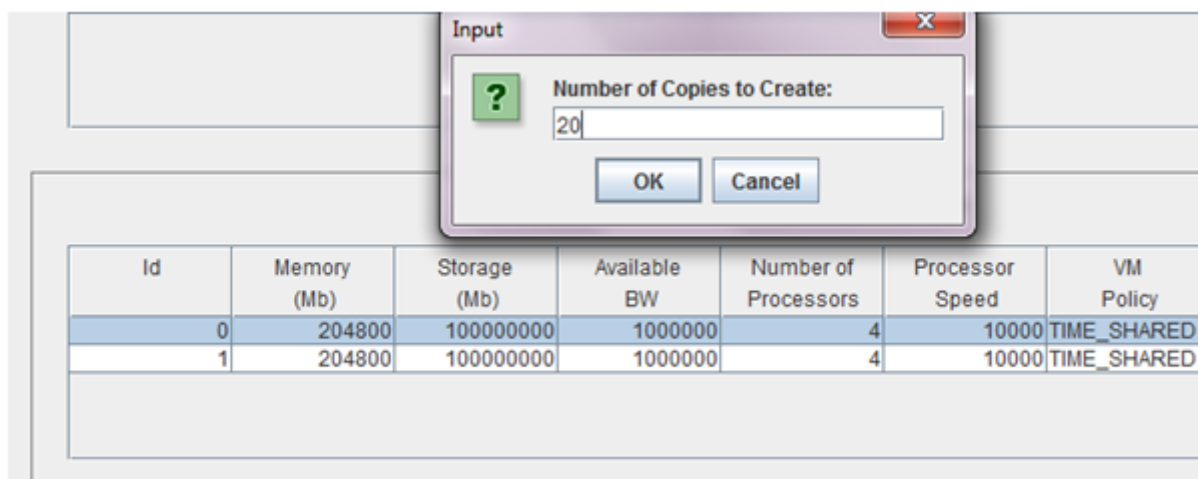 Input
x
?
Number of Copies to Create:
20
OK Cancel
Id Memory Storage Available Number of Processor VM
(Mb) (Mb) BW Processors Speed Policy
0 204800 100000000 1000000 4 10000 TIME_SHARED
1 204800 100000000 1000000 4 10000 TIME_SHARED